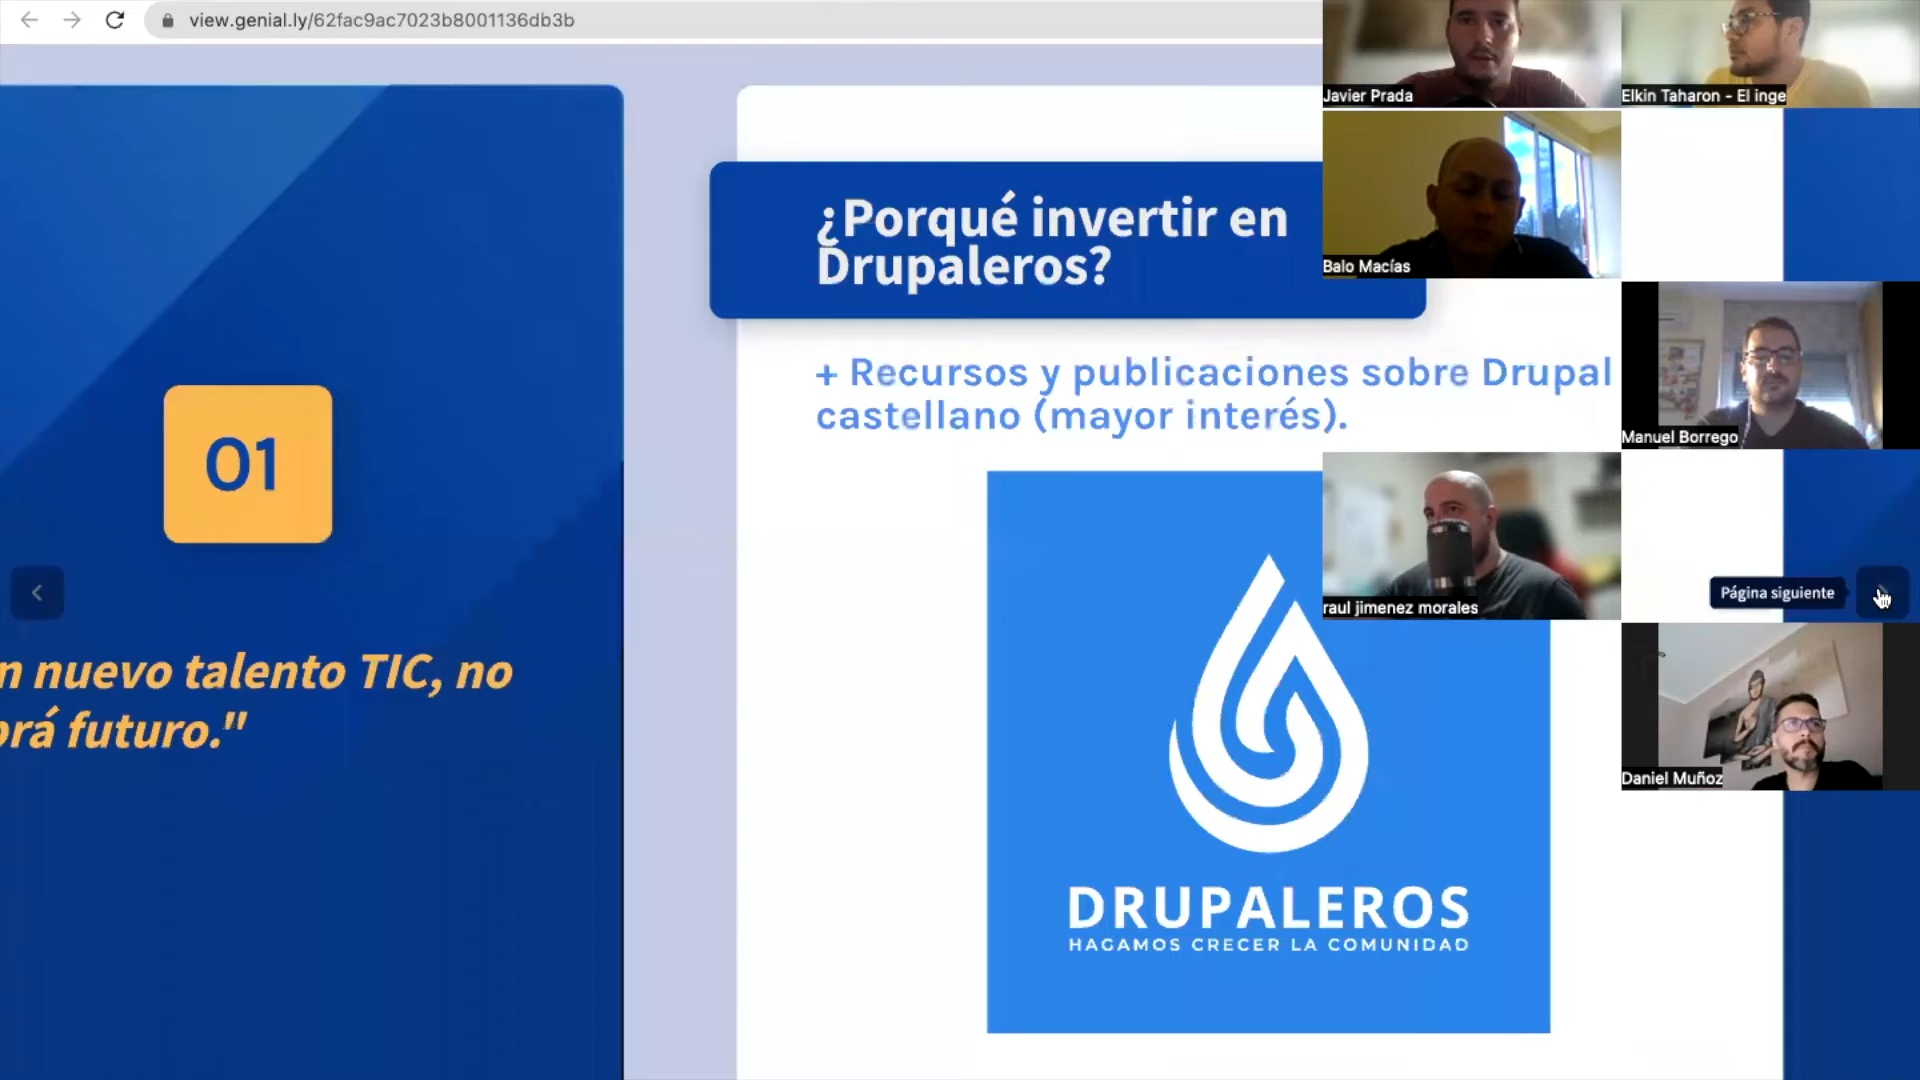 view.genial.ly/62fac9ac7023b8001136db3b
01
n nuevo talento TIC, no
rá futuro."
¿Porqué invertir en
Drupaleros?
+ Recursos y publicaciones sobre Drupal
castellano (mayor interés).
DRUPALEROS
HAGAMOS CRECER LA COMUNIDAD
Javier Prada
Elkin Taharon - El inge
Balo Macías
Manuel Borrego
raul jimenez morales
Página siguiente
Daniel Muñoz